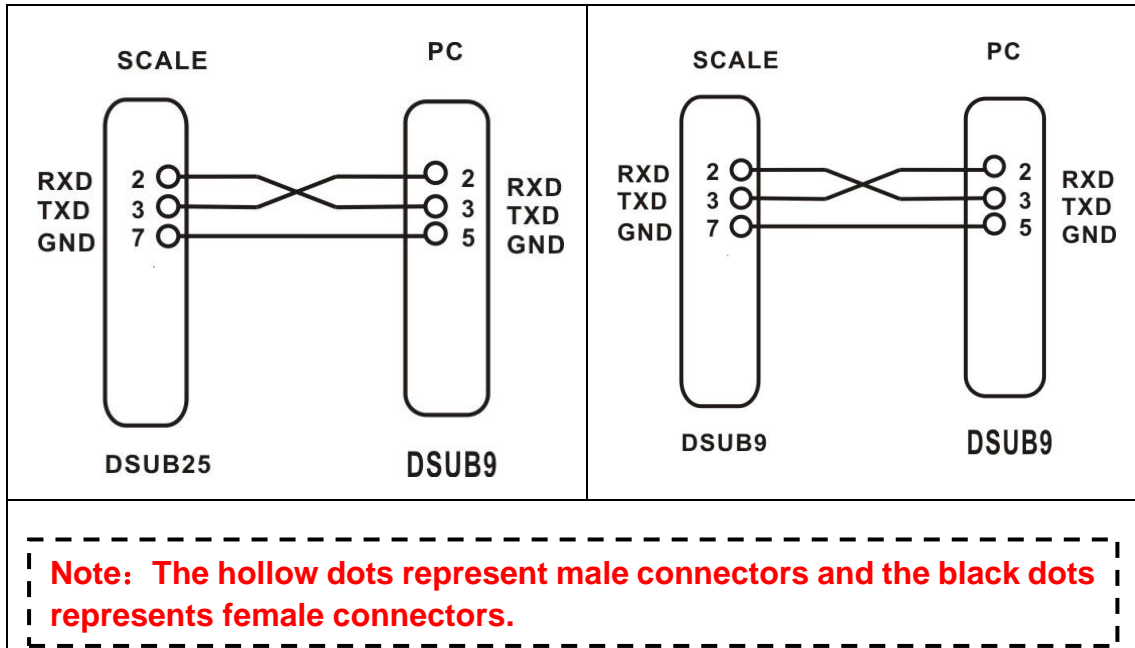 SCALE PC
RXD 2 2 RXD
TXD 3 3 TXD
GND 7 5 GND
DSUB25 DSUB9
SCALE PC
RXD 2 2 RXD
TXD 3 3 TXD
GND 7 5 GND
DSUB9 DSUB9
Note：The hollow dots represent male connectors and the black dots
represents female connectors.